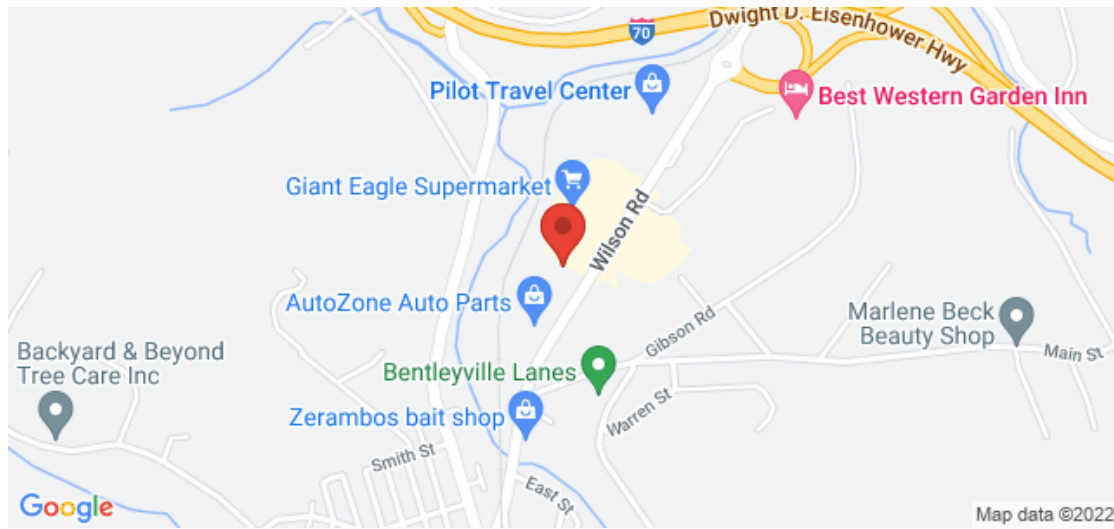 Dwight D. Eisenhower Hwy
70
Pilot Travel Center
Best Western Garden Inn
Giant Eagle Supermarket
Wilson Rd
AutoZone Auto Parts
Marlene Beck
Beauty Shop
Gibson Rd
Main St
Backyard & Beyond
Tree Care Inc
Bentleyville Lanes
Warren St
Zerambos bait shop
Smith St
East St
Google
Map data ©2022